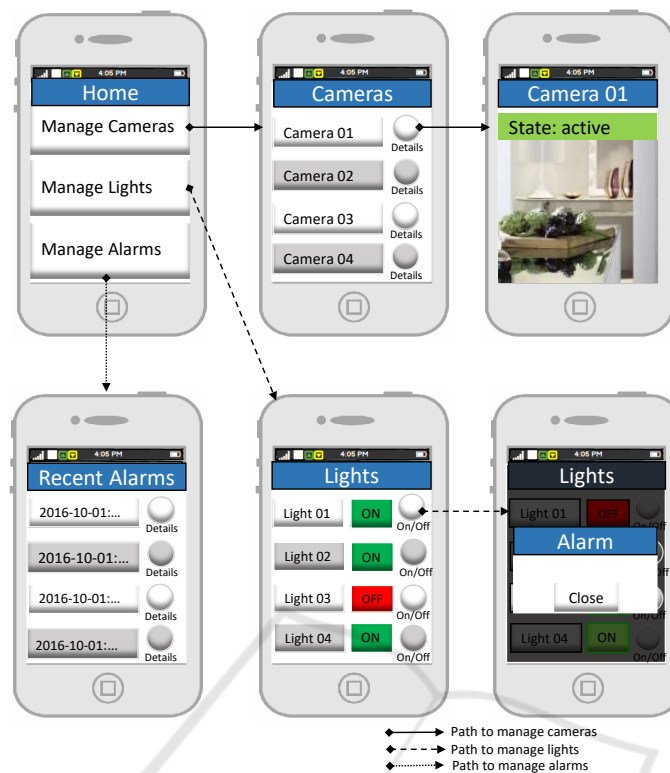 4:05 PM
Home
Manage Cameras
Manage Lights
Manage Alarms
4:05 PM
Cameras
Camera 01
Details
Camera 02
Details
Camera 03
Details
Camera 04
Details
4:05 PM
Camera 01
State: active
4:05 PM
Recent Alarms
2016-10-01:...
Details
2016-10-01:...
Details
2016-10-01:...
Details
2016-10-01:...
Details
4:05 PM
Lights
Light 01 ON
On/Off
Light 02 ON
On/Off
Light 03 OFF
On/Off
Light 04 ON
On/Off
4:05 PM
Lights
Light 01 OFF
On/Off
Alarm
Close
Light 04 ON
On/Off
Path to manage cameras
Path to manage lights
Path to manage alarms